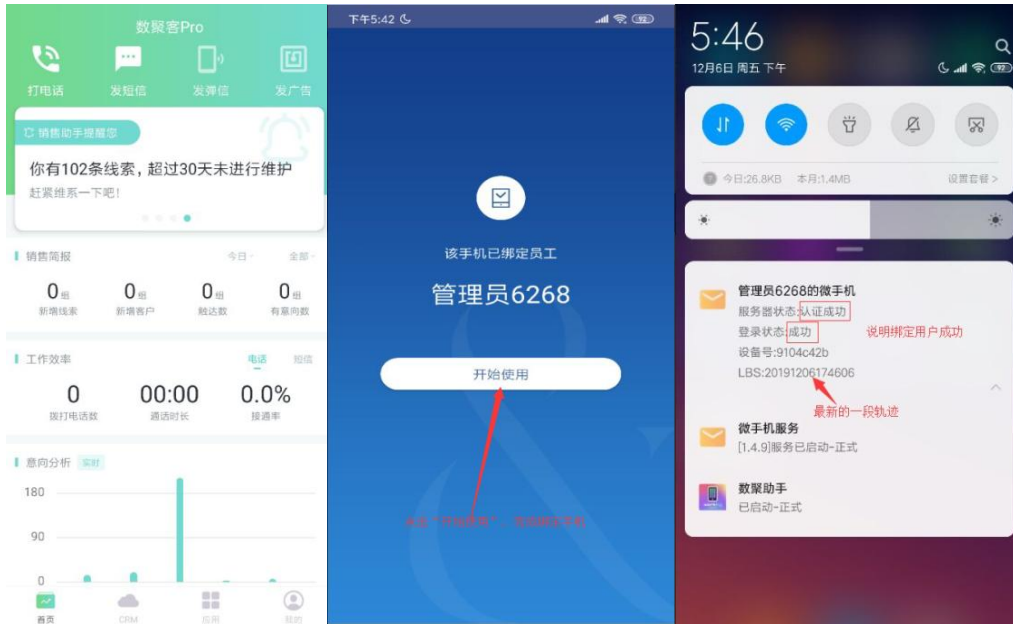 数聚客Pro
打电话 发短信 发弹信 发广告
销售助手提醒您
你有102条线索，超过30天未进行维护
赶紧维系一下吧！
销售简报 今日 全部
0组 0组 0组 0组
新增线索 新增客户 触达数 有意向数
工作效率 电话 短信
0 00:00 0.0%
拨打电话数 通话时长 接通率
意向分析 实时
180
90
0
首页 CRM 应用 我的
下午5:42
92
该手机已绑定员工
管理员6268
开始使用
5:46
12月6日 周五 下午
92
今日:26.8KB 本月:1.4MB 设置套餐 >
管理员6268的微手机
服务器状态:认证成功
登录状态:成功
说明绑定用户成功
设备号:9104c42b
LBS:20191206174606
最新的一段轨迹
微手机服务
[1.4.9]服务已启动-正式
数聚助手
已启动-正式